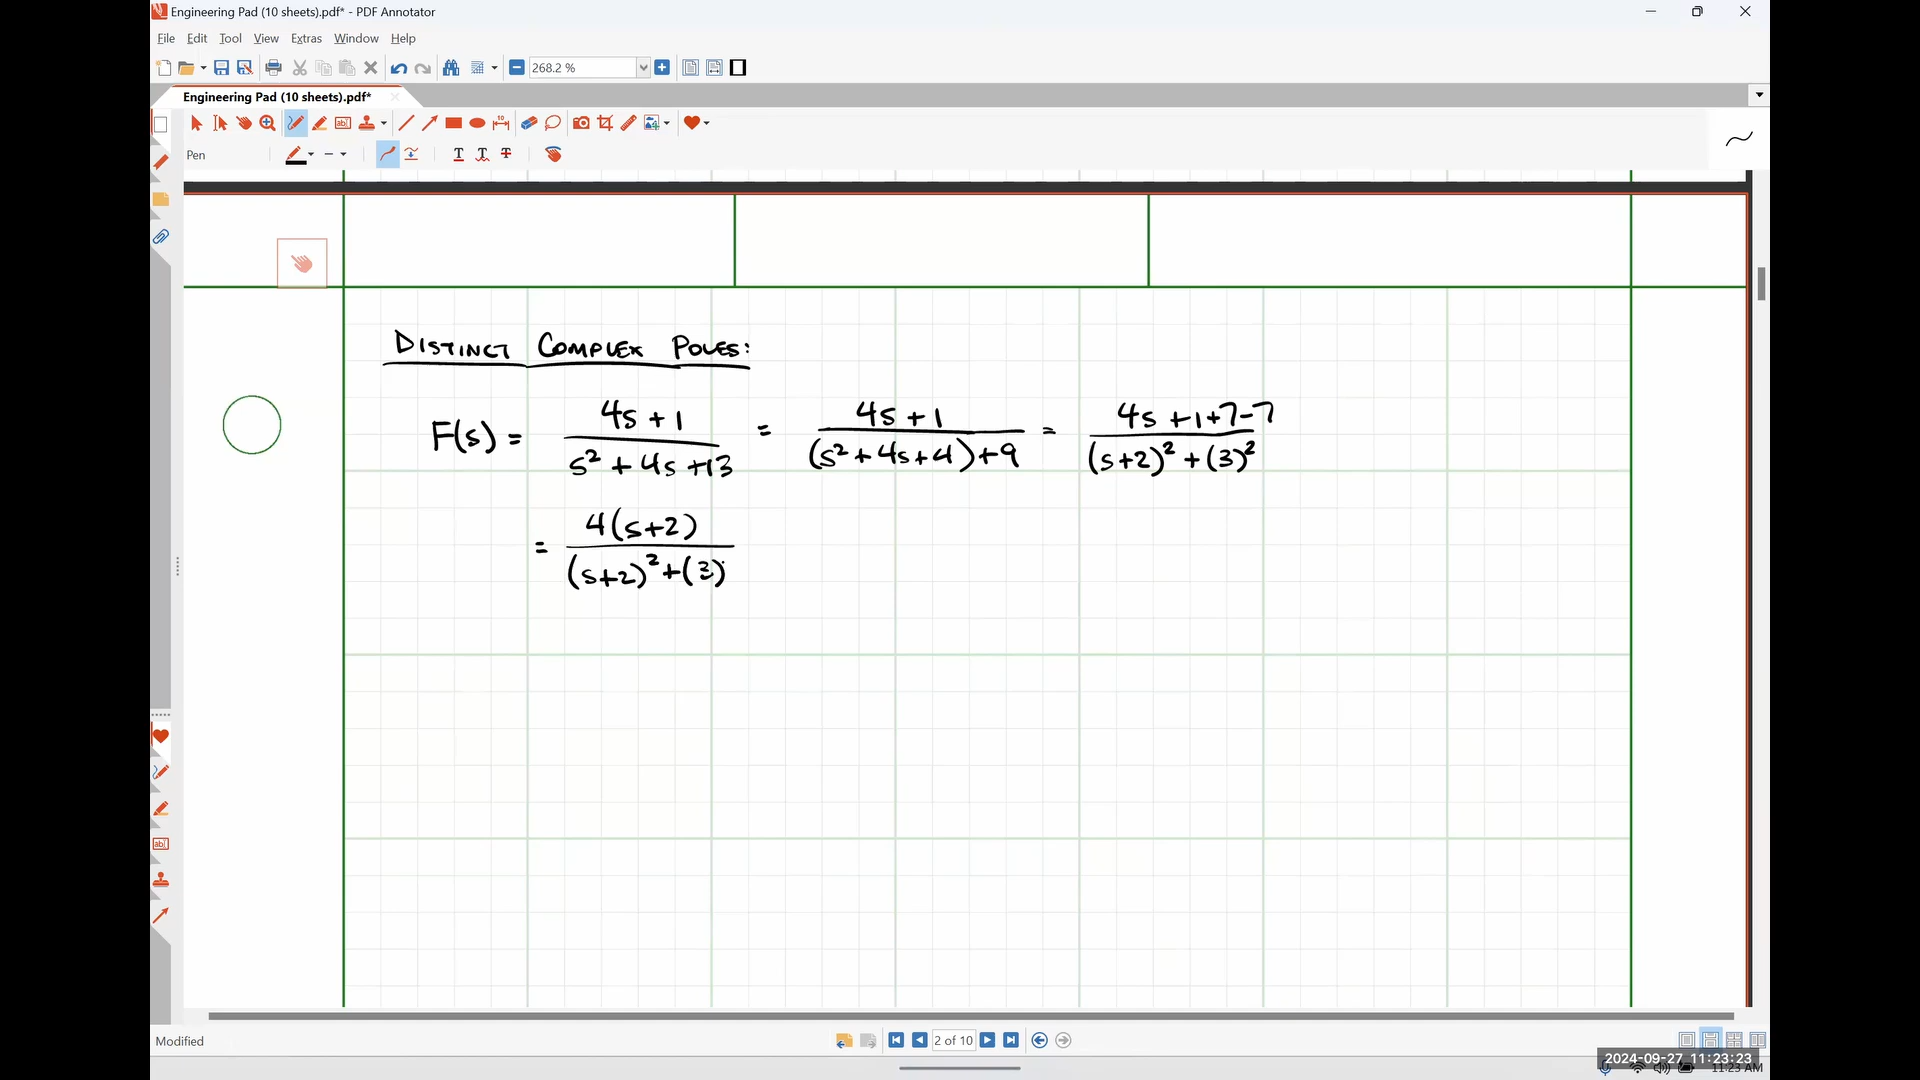 Engineering Pad (10 sheets).pdf* - PDF Annotator
File Edit Tool View Extras Window Help
268.2 %
Engineering Pad (10 sheets).pdf*
Pen
DISTINCT COMPLEX POLES:
F(s) = (4s + 1)/(s² + 4s + 13) = (4s + 1)/((s² + 4s + 4) + 9) = (4s + 1 + 7 - 7)/((s+2)² + (3)²)
= 4(s+2)/((s+2)² + (3)
Modified
2 of 10
2024-09-27 11:23:23
11:23 AM